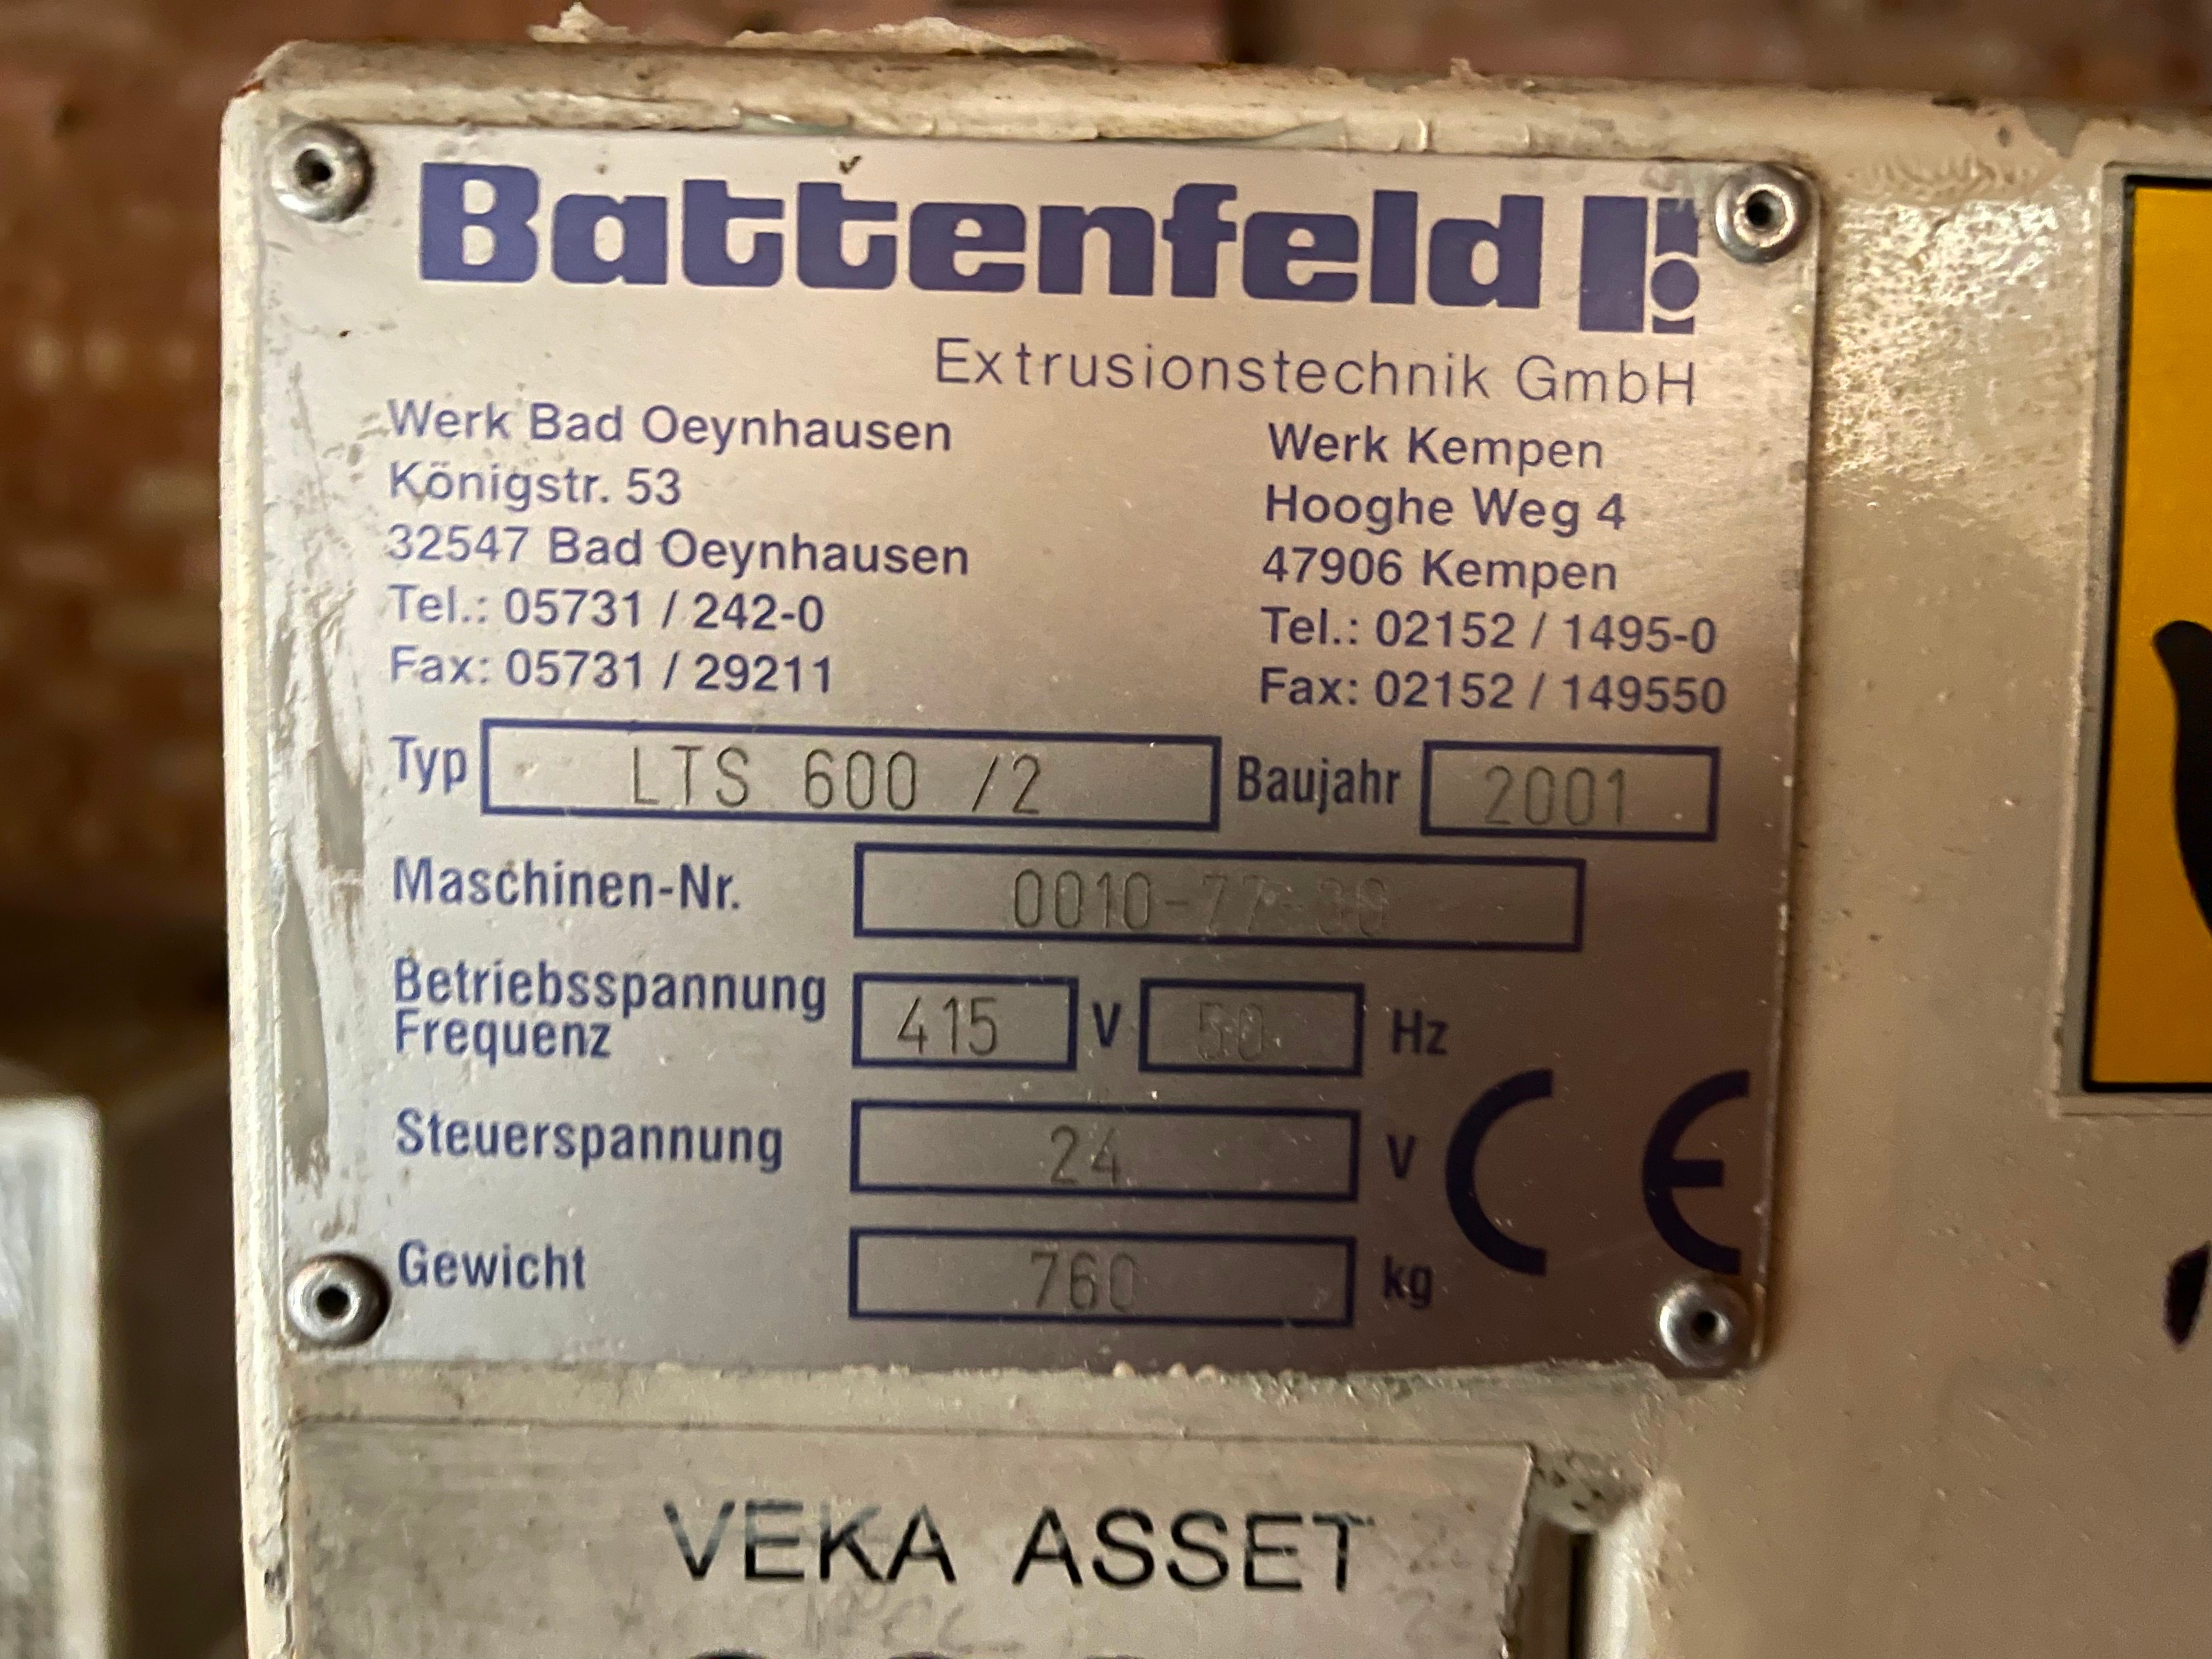 Battenfeld
Extrusionstechnik GmbH
Werk Bad Oeynhausen
Königstr. 53
32547 Bad Oeynhausen
Tel.: 05731 / 242-0
Fax: 05731 / 29211
Werk Kempen
Hooghe Weg 4
47906 Kempen
Tel.: 02152 / 1495-0
Fax: 02152 / 149550
Typ LTS 600 /2 Baujahr 2001
Maschinen-Nr.
Betriebsspannung
Frequenz 415 V 50 Hz
Steuerspannung 24 V
Gewicht 760 kg
CE
VEKA ASSET